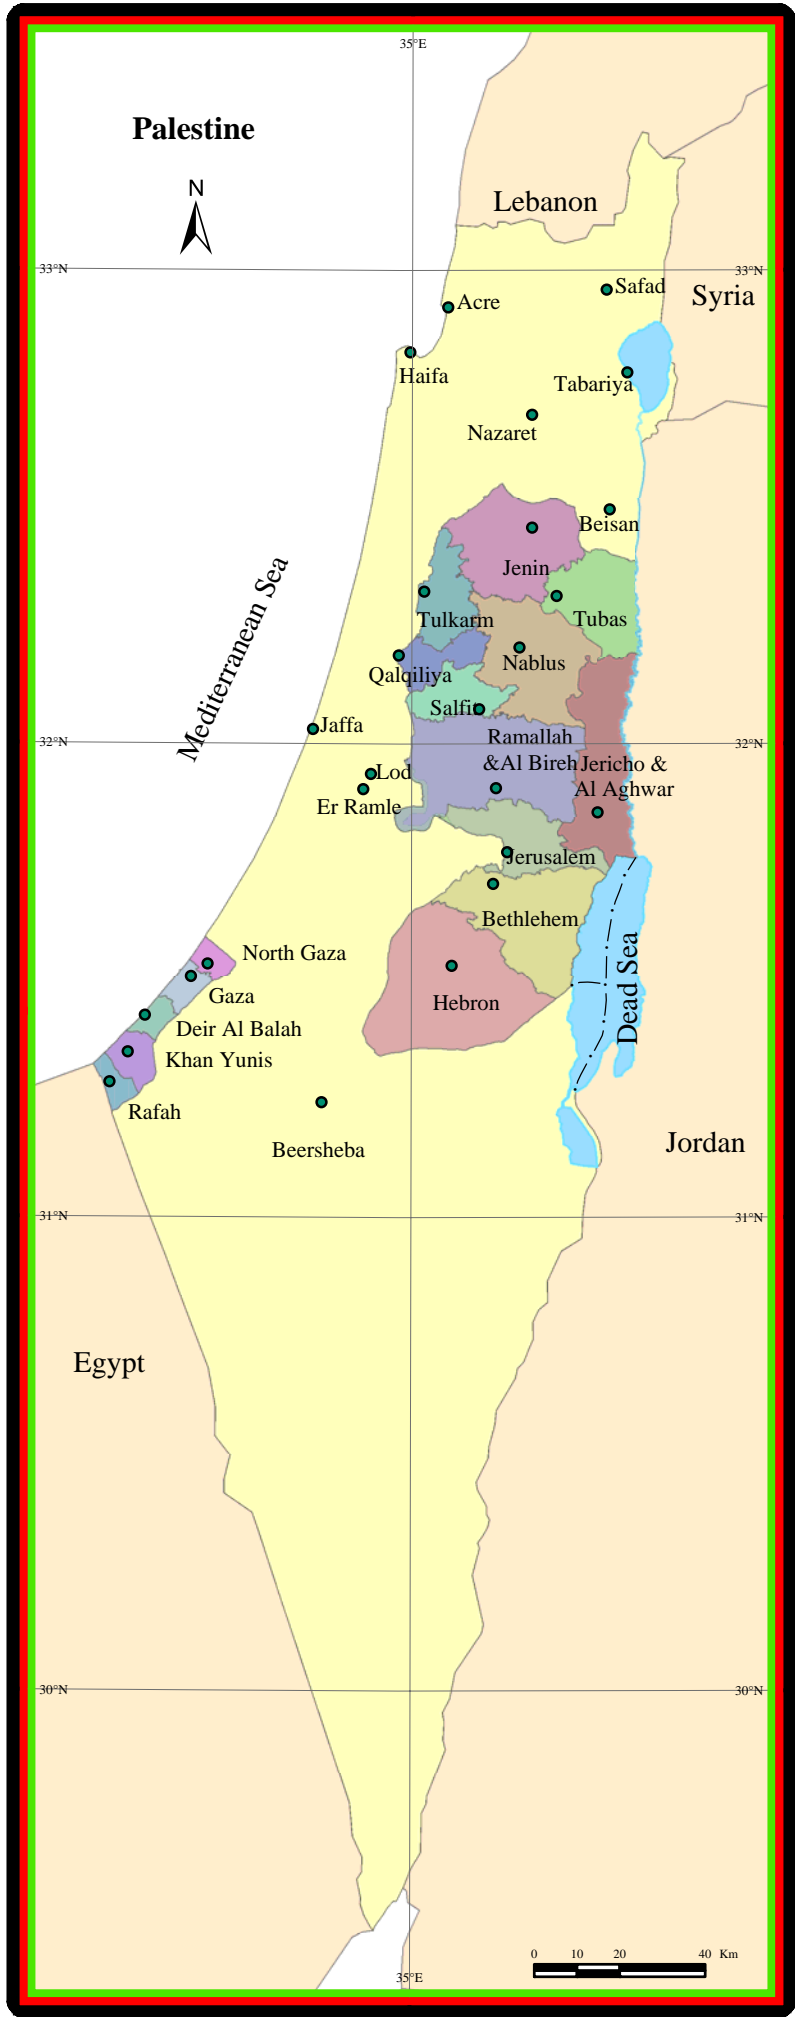 35°E
Palestine
N
Lebanon
33°N
33°N
Safad
Syria
Acre
Haifa
Tabariya
Nazaret
Beisan
Mediterranean Sea
Jenin
Tulkarm
Tubas
Nablus
Qalqiliya
Salfit
Jaffa
32°N
32°N
Ramallah
&Al Bireh
Jericho &
Al Aghwar
Lod
Er Ramle
Jerusalem
Bethlehem
North Gaza
Gaza
Dead Sea
Hebron
Deir Al Balah
Khan Yunis
Rafah
Beersheba
Jordan
31°N
31°N
Egypt
30°N
30°N
0 10 20 40 Km
35°E